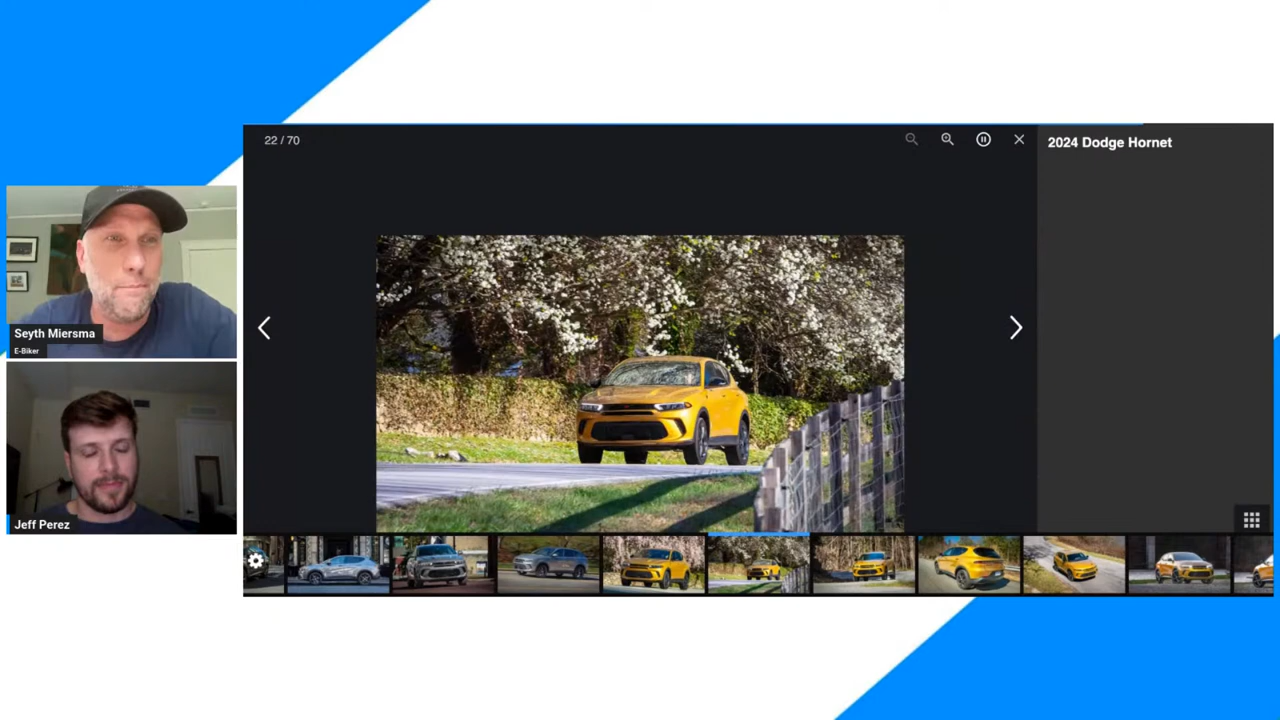 22 / 70
2024 Dodge Hornet
Seyth Miersma
E-Biker
Jeff Perez